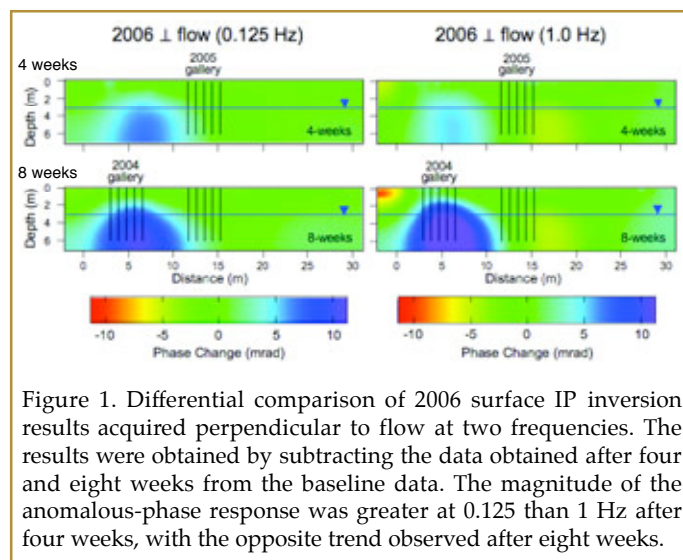 2006 ⊥ flow (0.125 Hz) 2006 ⊥ flow (1.0 Hz)
4 weeks
2005 gallery
2005 gallery
Depth (m)
0
2
4
6
4-weeks
4-weeks
8 weeks
2004 gallery
2004 gallery
Depth (m)
0
2
4
6
8-weeks
8-weeks
0 5 10 15 20 25 30 0 5 10 15 20 25 30
Distance (m) Distance (m)
-10 -5 0 5 10 -10 -5 0 5 10
Phase Change (mrad) Phase Change (mrad)
Figure 1. Differential comparison of 2006 surface IP inversion
results acquired perpendicular to flow at two frequencies. The
results were obtained by subtracting the data obtained after four
and eight weeks from the baseline data. The magnitude of the
anomalous-phase response was greater at 0.125 than 1 Hz after
four weeks, with the opposite trend observed after eight weeks.